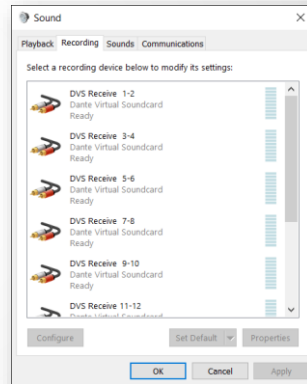 Sound
Playback Recording Sounds Communications
Select a recording device below to modify its settings:
DVS Receive 1-2
Dante Virtual Soundcard
Ready
DVS Receive 3-4
Dante Virtual Soundcard
Ready
DVS Receive 5-6
Dante Virtual Soundcard
Ready
DVS Receive 7-8
Dante Virtual Soundcard
Ready
DVS Receive 9-10
Dante Virtual Soundcard
Ready
DVS Receive 11-12
Dante Virtual Soundcard
Configure Set Default Properties
OK Cancel Apply